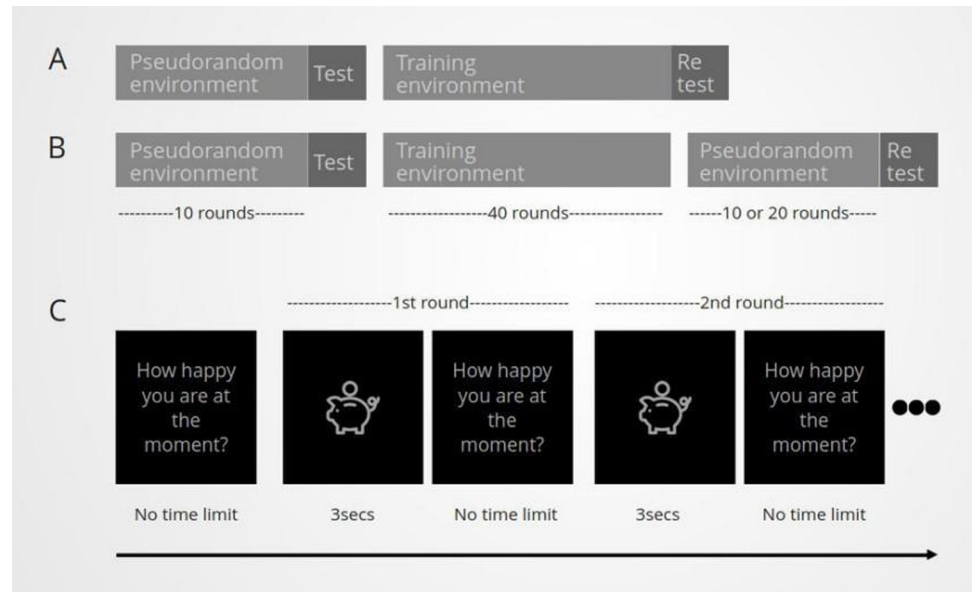 A
Pseudorandom
environment
Test
Training
environment
Re
test
B
Pseudorandom
environment
Test
Training
environment
Pseudorandom
environment
Re
test
----------10 rounds---------
------------------40 rounds-----------------
------10 or 20 rounds-----
C
-------------------1st round------------------
-------------------2nd round------------------
How happy
you are at
the
moment?
How happy
you are at
the
moment?
How happy
you are at
the
moment?
No time limit
3secs
No time limit
3secs
No time limit